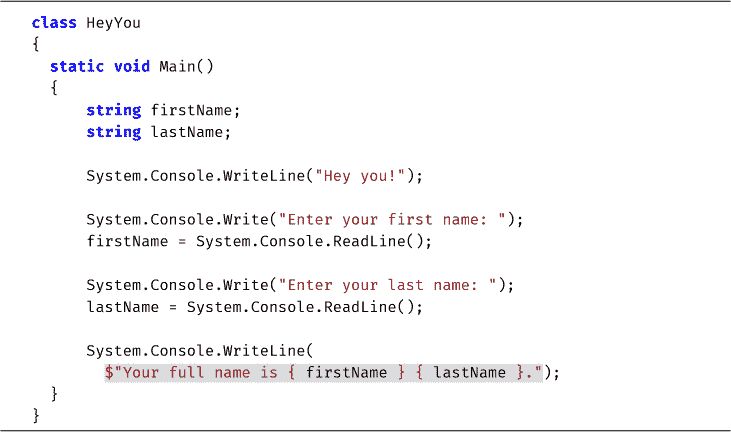 class HeyYou
{
static void Main()
{
string firstName;
string lastName;
System.Console.WriteLine("Hey you!");
System.Console.Write("Enter your first name: ");
firstName = System.Console.ReadLine();
System.Console.Write("Enter your last name: ");
lastName = System.Console.ReadLine();
System.Console.WriteLine(
$"Your full name is { firstName } { lastName }.");
}
}